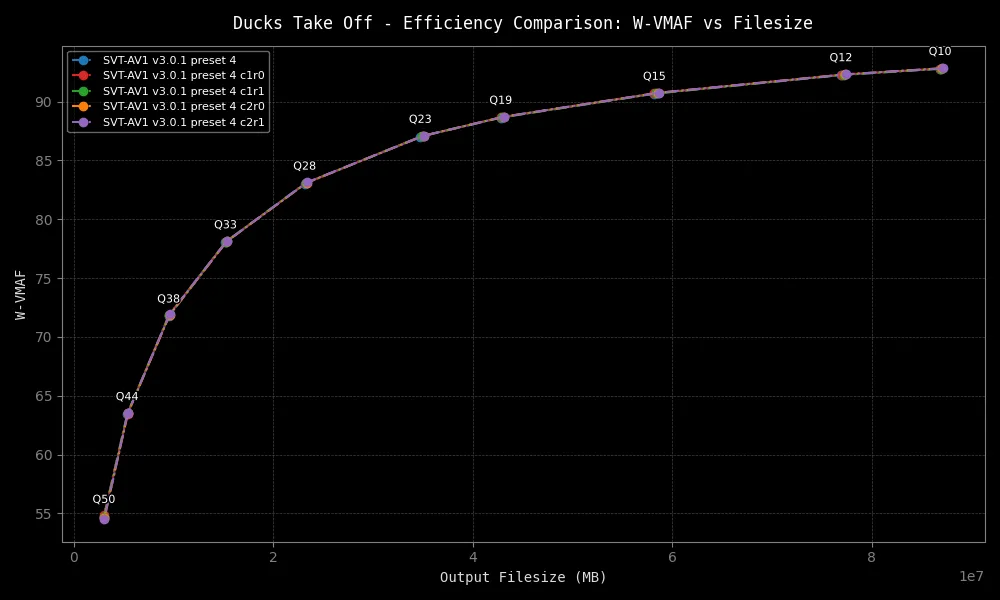 Ducks Take Off - Efficiency Comparison: W-VMAF vs Filesize
SVT-AV1 v3.0.1 preset 4
SVT-AV1 v3.0.1 preset 4 c1r0
SVT-AV1 v3.0.1 preset 4 c1r1
SVT-AV1 v3.0.1 preset 4 c2r0
SVT-AV1 v3.0.1 preset 4 c2r1
Q10
Q12
Q15
Q19
Q23
Q28
Q33
Q38
Q44
Q50
W-VMAF
90
85
80
75
70
65
60
55
0 2 4 6 8
1e7
Output Filesize (MB)